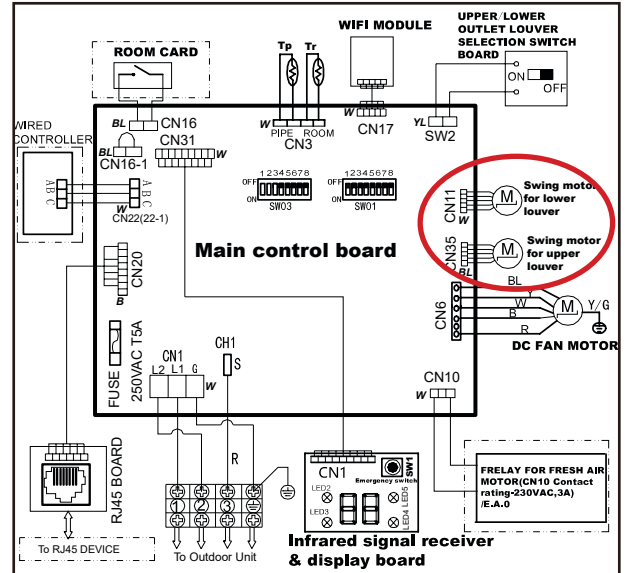 ROOM CARD
Tp Tr
WIFI MODULE
UPPER/LOWER
OUTLET LOUVER
SELECTION SWITCH
BOARD
ON
OFF
BL
CN16
CN31
W
W
PIPE ROOM
CN3
W
CN17
YL
SW2
WIRED
CONTROLLER
BL
CN16-1
A B C
A B C
W
CN22(22-1)
1 2 3 4 5 6 7 8
OFF
ON
SW03
1 2 3 4 5 6 7 8
OFF
ON
SW01
CN11
W
M
Swing motor
for lower
louver
CN35
BL
M
Swing motor
for upper
louver
Main control board
CN20
B
CN6
BL
Y
W
B
R
M
Y/G
DC FAN MOTOR
FUSE
250VAC T5A
CN1
L2 L1 G
W
CH1
S
R
CN10
W
RJ45 BOARD
To RJ45 DEVICE
1 2 3
To Outdoor Unit
CN1
SW1
Emergency switch
LED2
LED3
LED5
LED4
88
Infrared signal receiver
& display board
FRELAY FOR FRESH AIR
MOTOR(CN10 Contact
rating-230VAC,3A)
/E.A.0